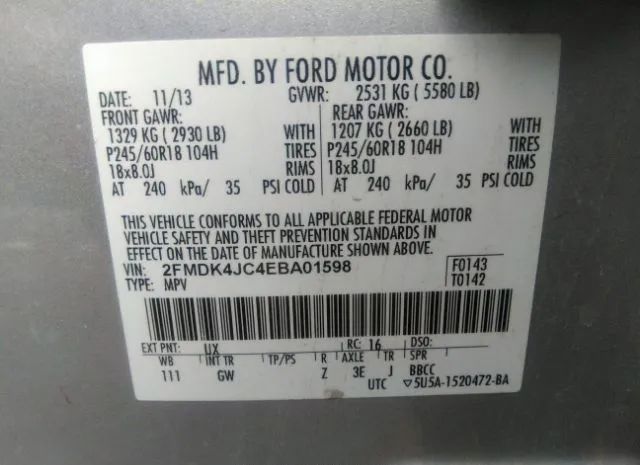 MFD. BY FORD MOTOR CO.
DATE: 11/13 GVWR: 2531 KG ( 5580 LB)
FRONT GAWR: REAR GAWR:
1329 KG ( 2930 LB) WITH 1207 KG ( 2660 LB) WITH
P245/60R18 104H TIRES P245/60R18 104H TIRES
18x8.0J RIMS 18x8.0J RIMS
AT 240 kPa/ 35 PSI COLD AT 240 kPa/ 35 PSI COLD
THIS VEHICLE CONFORMS TO ALL APPLICABLE FEDERAL MOTOR
VEHICLE SAFETY AND THEFT PREVENTION STANDARDS IN
EFFECT ON THE DATE OF MANUFACTURE SHOWN ABOVE.
VIN: 2FMDK4JC4EBA01598 F0143
TYPE: MPV T0142
EXT PNT: UX RC: 16 DSO:
WB INT TR TP/PS R AXLE TR SPR
111 GW Z 3E J BBCC
UTC ▽5U5A-1520472-BA